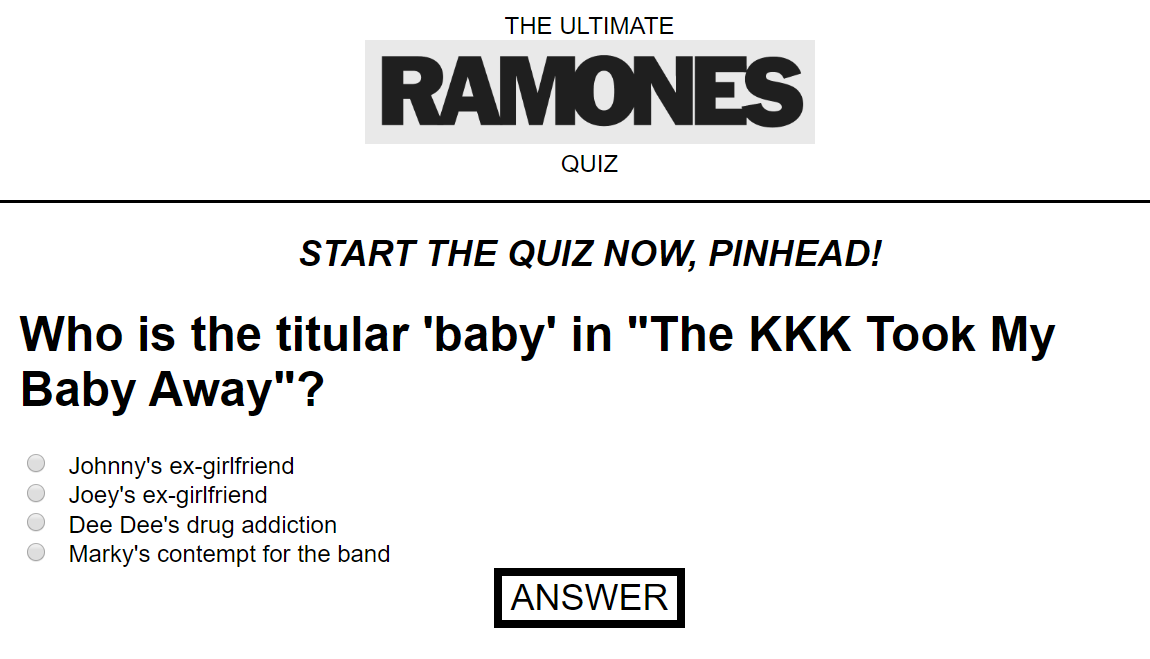 THE ULTIMATE
RAMONES
QUIZ
START THE QUIZ NOW, PINHEAD!
Who is the titular 'baby' in "The KKK Took My
Baby Away"?
Johnny's ex-girlfriend
Joey's ex-girlfriend
Dee Dee's drug addiction
Marky's contempt for the band
ANSWER